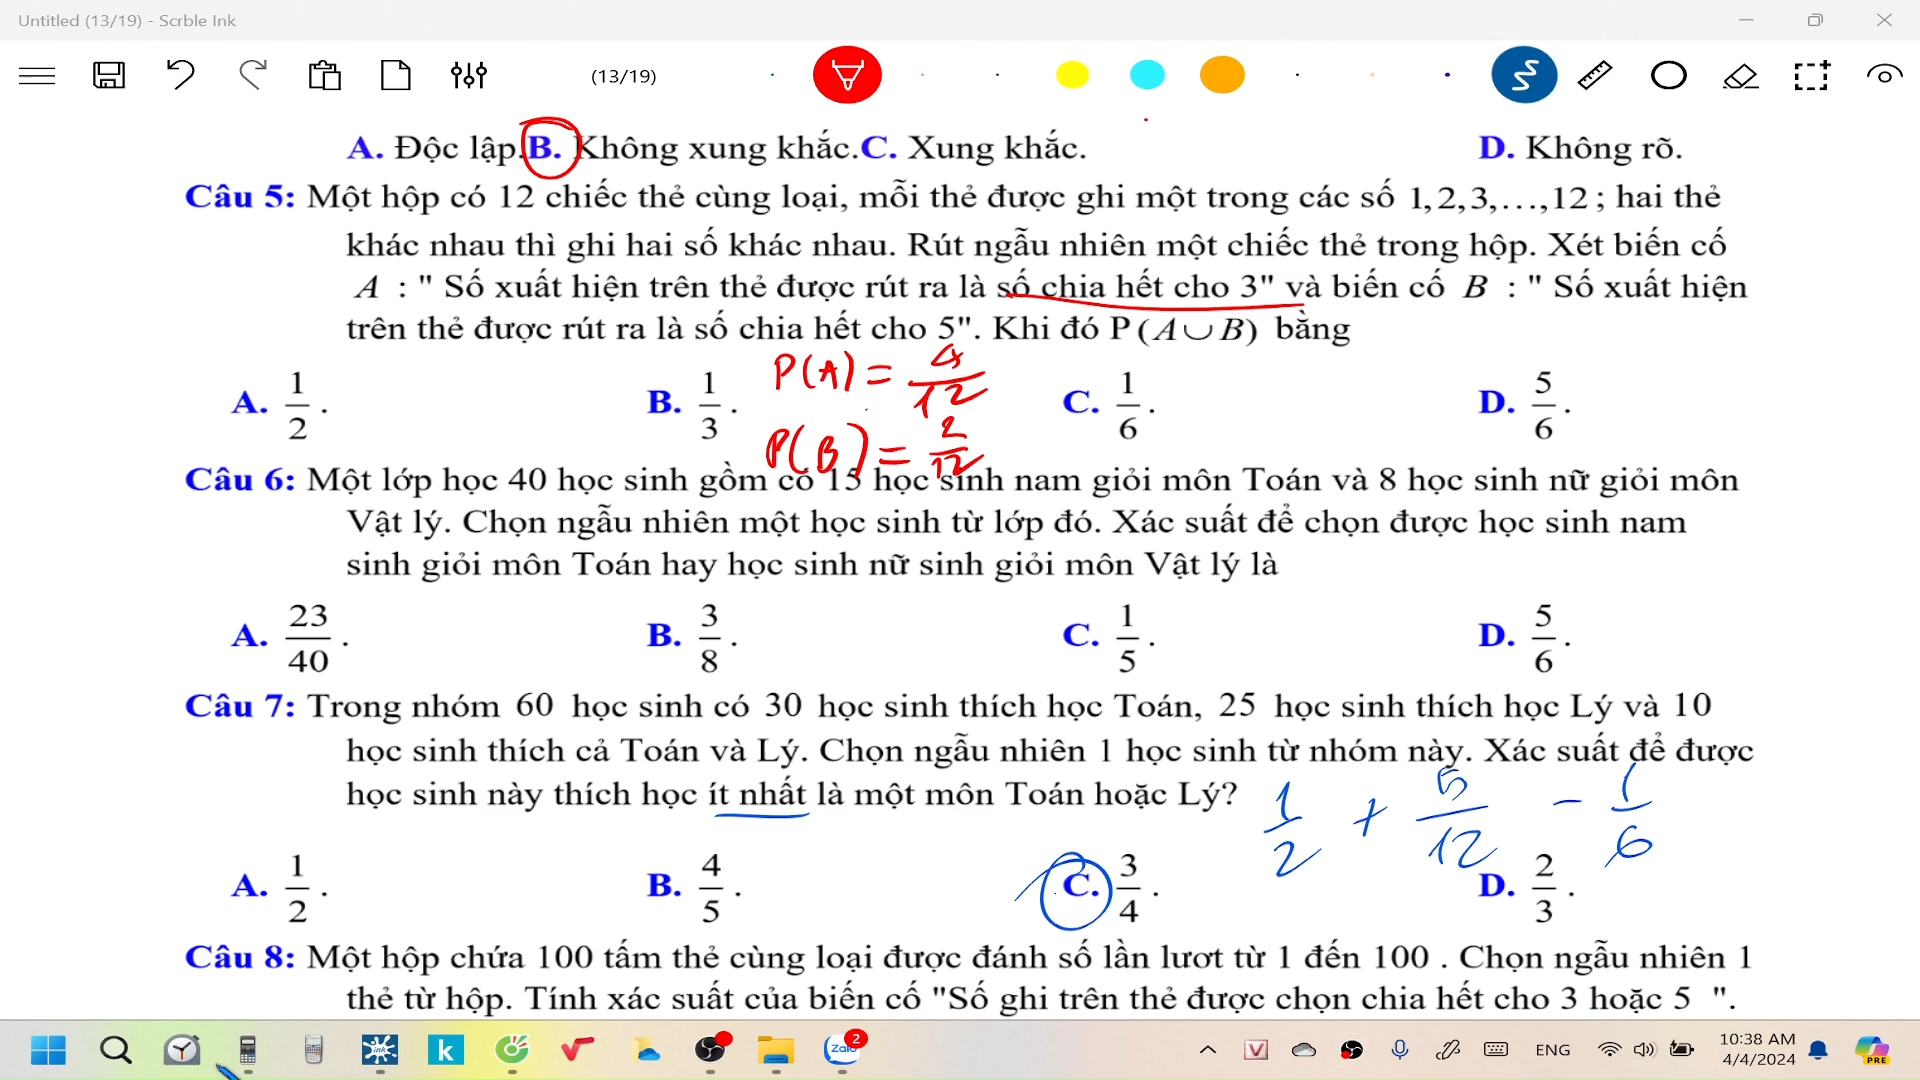 Untitled (13/19) - Scrble Ink
(13/19)
A. Độc lập. B. Không xung khắc. C. Xung khắc. D. Không rõ.
Câu 5: Một hộp có 12 chiếc thẻ cùng loại, mỗi thẻ được ghi một trong các số 1,2,3,...,12; hai thẻ
khác nhau thì ghi hai số khác nhau. Rút ngẫu nhiên một chiếc thẻ trong hộp. Xét biến cố
A : " Số xuất hiện trên thẻ được rút ra là số chia hết cho 3" và biến cố B : " Số xuất hiện
trên thẻ được rút ra là số chia hết cho 5". Khi đó P(A∪B) bằng
P(A) = 4/12
A. 1/2 . B. 1/3 . C. 1/6 . D. 5/6 .
P(B) = 2/12
Câu 6: Một lớp học 40 học sinh gồm có 15 học sinh nam giỏi môn Toán và 8 học sinh nữ giỏi môn
Vật lý. Chọn ngẫu nhiên một học sinh từ lớp đó. Xác suất để chọn được học sinh nam
sinh giỏi môn Toán hay học sinh nữ sinh giỏi môn Vật lý là
A. 23/40 . B. 3/8 . C. 1/5 . D. 5/6 .
Câu 7: Trong nhóm 60 học sinh có 30 học sinh thích học Toán, 25 học sinh thích học Lý và 10
học sinh thích cả Toán và Lý. Chọn ngẫu nhiên 1 học sinh từ nhóm này. Xác suất để được
học sinh này thích học ít nhất là một môn Toán hoặc Lý?
1/2 + 5/12 - 1/6
A. 1/2 . B. 4/5 . C. 3/4 . D. 2/3 .
Câu 8: Một hộp chứa 100 tấm thẻ cùng loại được đánh số lần lươt từ 1 đến 100 . Chọn ngẫu nhiên 1
thẻ từ hộp. Tính xác suất của biến cố "Số ghi trên thẻ được chọn chia hết cho 3 hoặc 5 ".
ink
k
Zalo
2
V
ENG
10:38 AM
4/4/2024
PRE